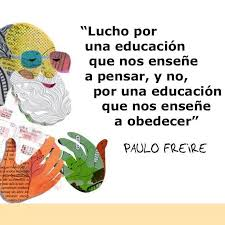 “Lucho por
una educación
que nos enseñe
a pensar, y no,
por una educación
que nos enseñe
a obedecer”
PAULO FREIRE